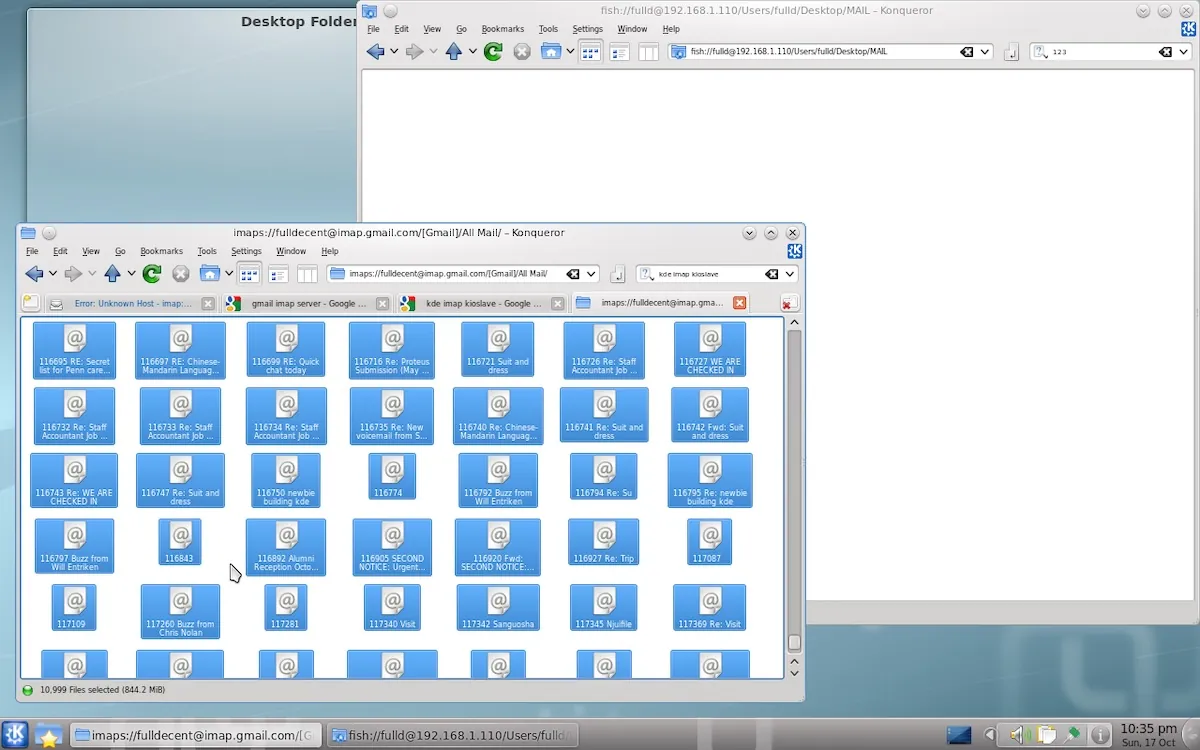 Desktop Folder
fish://fulld@192.168.1.110/Users/fulld/Desktop/MAIL – Konqueror
File Edit View Go Bookmarks Tools Settings Window Help
fish://fulld@192.168.1.110/Users/fulld/Desktop/MAIL
123
imaps://fulldecent@imap.gmail.com/[Gmail]/All Mail/ – Konqueror
File Edit View Go Bookmarks Tools Settings Window Help
imaps://fulldecent@imap.gmail.com/[Gmail]/All Mail/
kde imap kioslave
Error: Unknown Host - imap:...
gmail imap server - Google ...
kde imap kioslave - Google ...
imaps://fulldecent@imap.gma...
116695 RE: Secret
list for Penn care...
116697 RE: Chinese-
Mandarin Languag...
116699 RE: Quick
chat today
116716 Re: Proteus
Submission (May ...
116721 Suit and
dress
116726 Re: Staff
Accountant Job ...
116727 WE ARE
CHECKED IN
116732 Re: Staff
Accountant Job ...
116733 Re: Staff
Accountant Job ...
116734 Re: Staff
Accountant Job ...
116735 Re: New
voicemail from S...
116740 Re: Chinese-
Mandarin Languag...
116741 Re: Suit and
dress
116742 Fwd: Suit
and dress
116743 Re: WE ARE
CHECKED IN
116747 Re: Suit and
dress
116750 newbie
building kde
116774
116792 Buzz from
Will Entriken
116794 Re: Su
116795 Re: newbie
building kde
116797 Buzz from
Will Entriken
116843
116892 Alumni
Reception Octo...
116905 SECOND
NOTICE: Urgent...
116920 Fwd:
SECOND NOTICE:...
116927 Re: Trip
117087
117109
117260 Buzz from
Chris Nolan
117281
117340 Visit
117342 Sanguosha
117345 Njuifile
117369 Re: Visit
10,999 Files selected (844.2 MiB)
imaps://fulldecent@imap.gmail.com/[G
fish://fulld@192.168.1.110/Users/fulld/
10:35 pm
Sun, 17 Oct